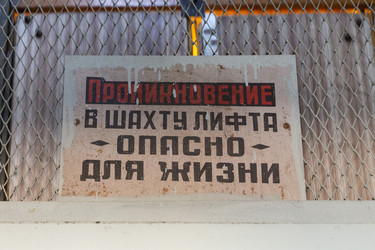 Проникновение
В ШАХТУ ЛИФТА
- ОПАСНО -
ДЛЯ ЖИЗНИ